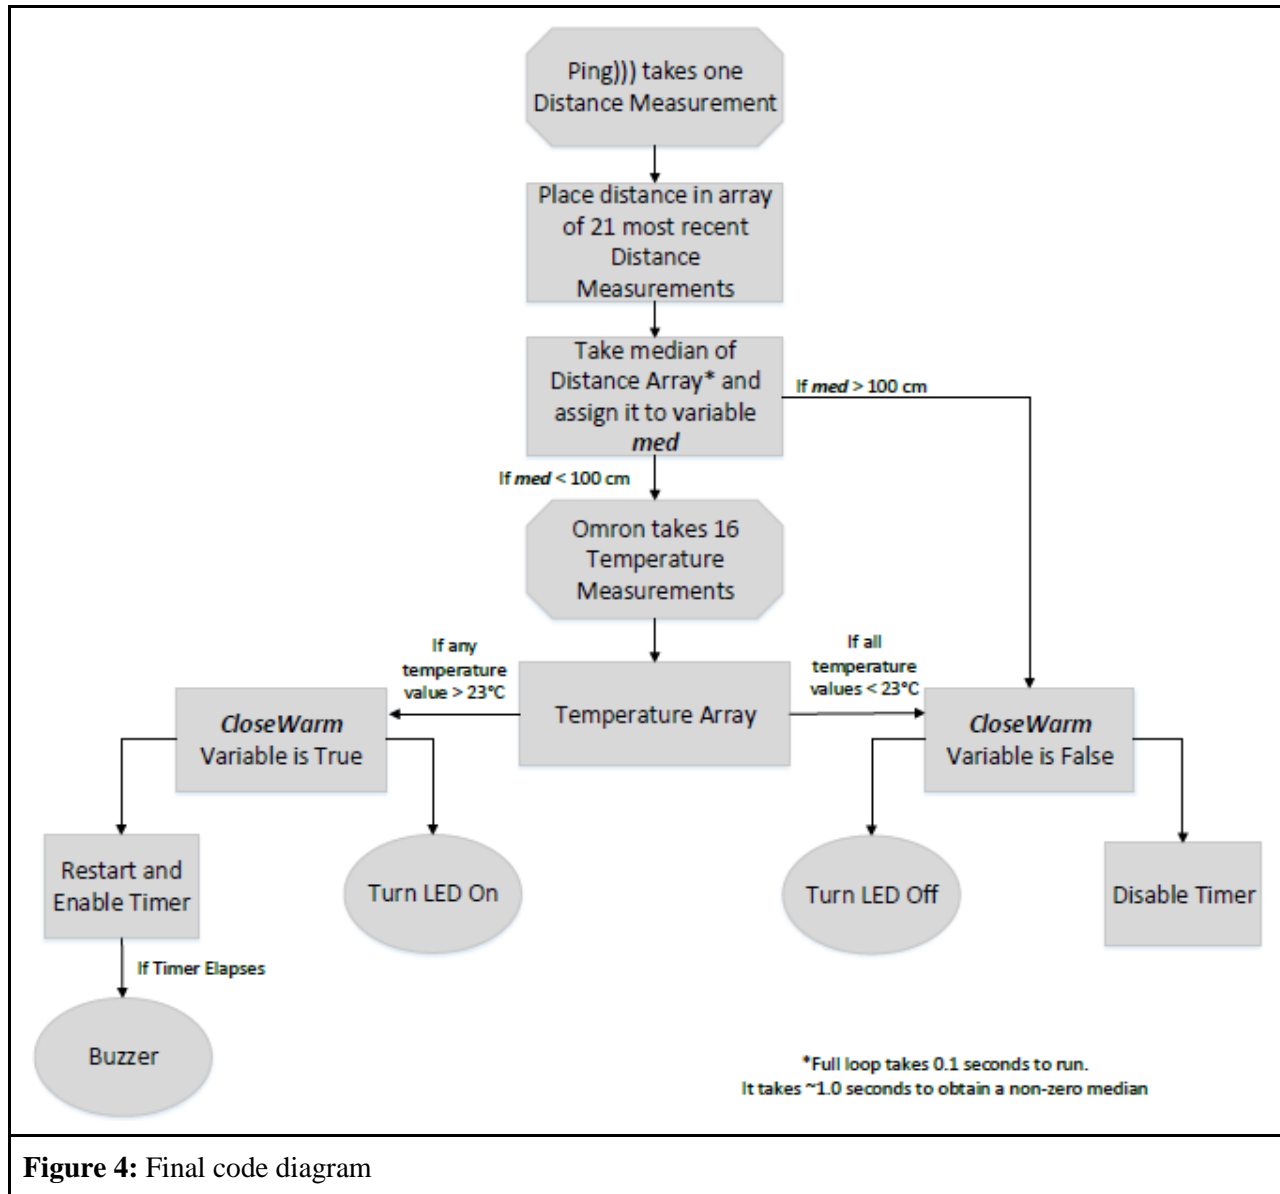 Ping))) takes one
Distance Measurement
Place distance in array
of 21 most recent
Distance
Measurements
Take median of
Distance Array* and
assign it to variable
med
If med > 100 cm
If med < 100 cm
Omron takes 16
Temperature
Measurements
If any
temperature
value > 23°C
Temperature Array
If all
temperature
values < 23°C
CloseWarm
Variable is True
CloseWarm
Variable is False
Restart and
Enable Timer
Turn LED On
Turn LED Off
Disable Timer
If Timer Elapses
Buzzer
*Full loop takes 0.1 seconds to run.
It takes ~1.0 seconds to obtain a non-zero median
Figure 4: Final code diagram